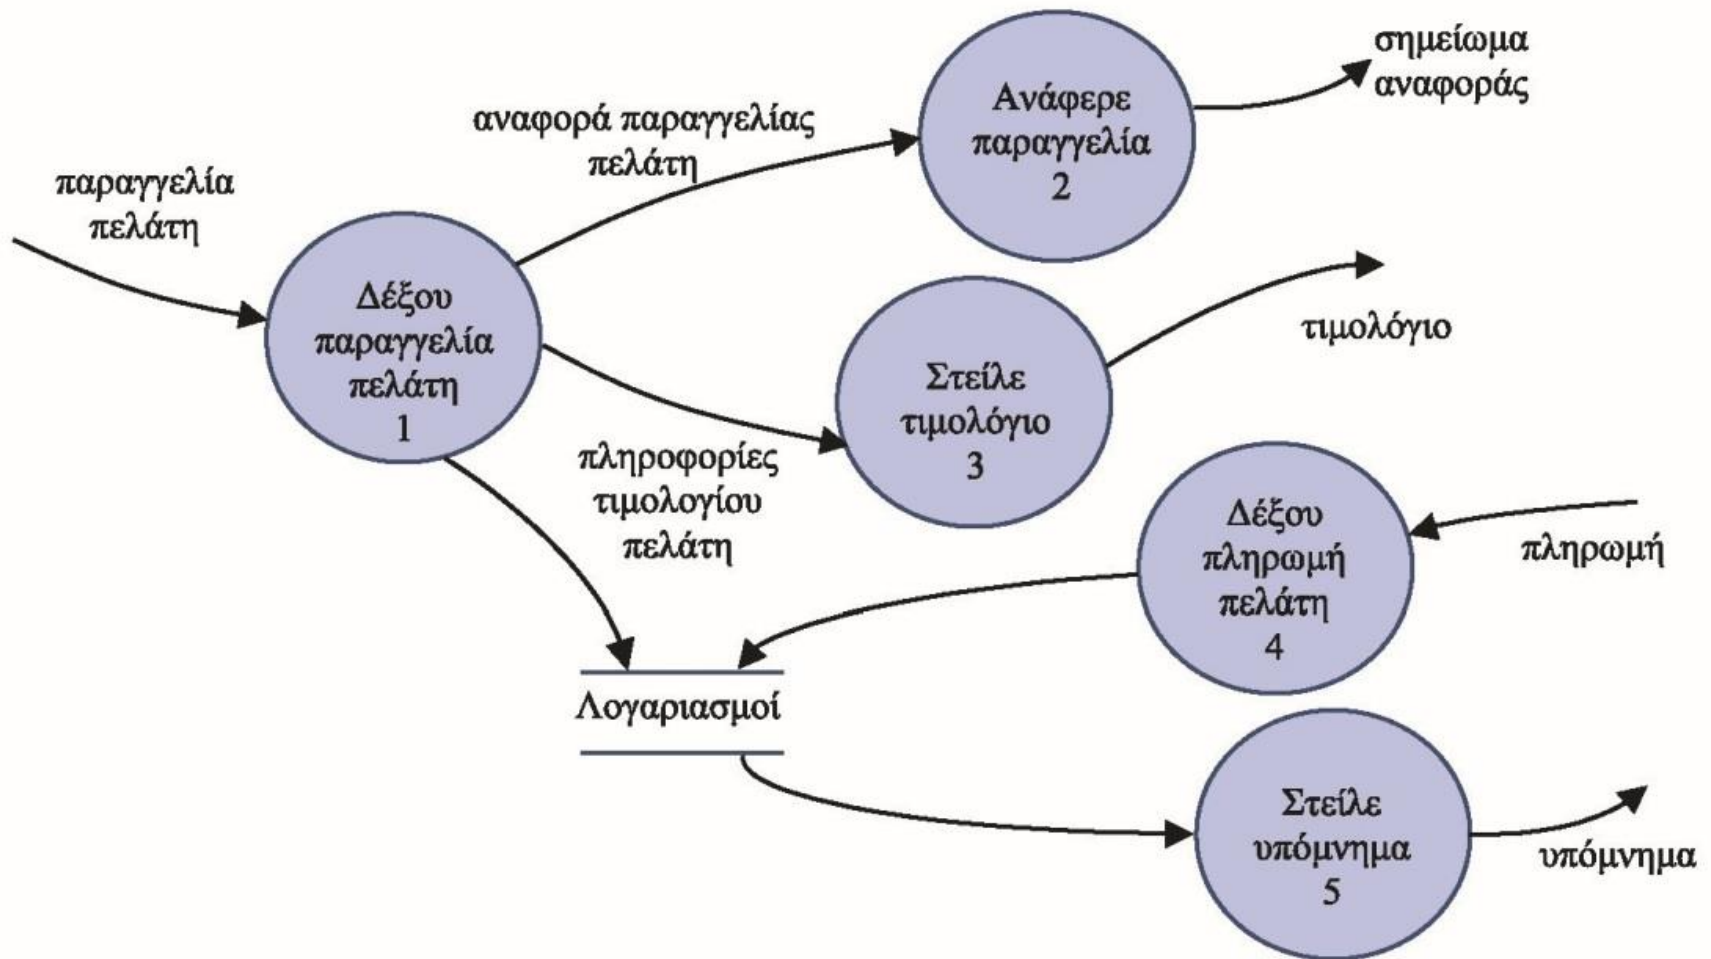 παραγγελία
πελάτη
Δέξου
παραγγελία
πελάτη
1
αναφορά παραγγελίας
πελάτη
Ανάφερε
παραγγελία
2
σημείωμα
αναφοράς
πληροφορίες
τιμολογίου
πελάτη
Στείλε
τιμολόγιο
3
τιμολόγιο
Δέξου
πληρωμή
πελάτη
4
πληρωμή
Λογαριασμοί
Στείλε
υπόμνημα
5
υπόμνημα